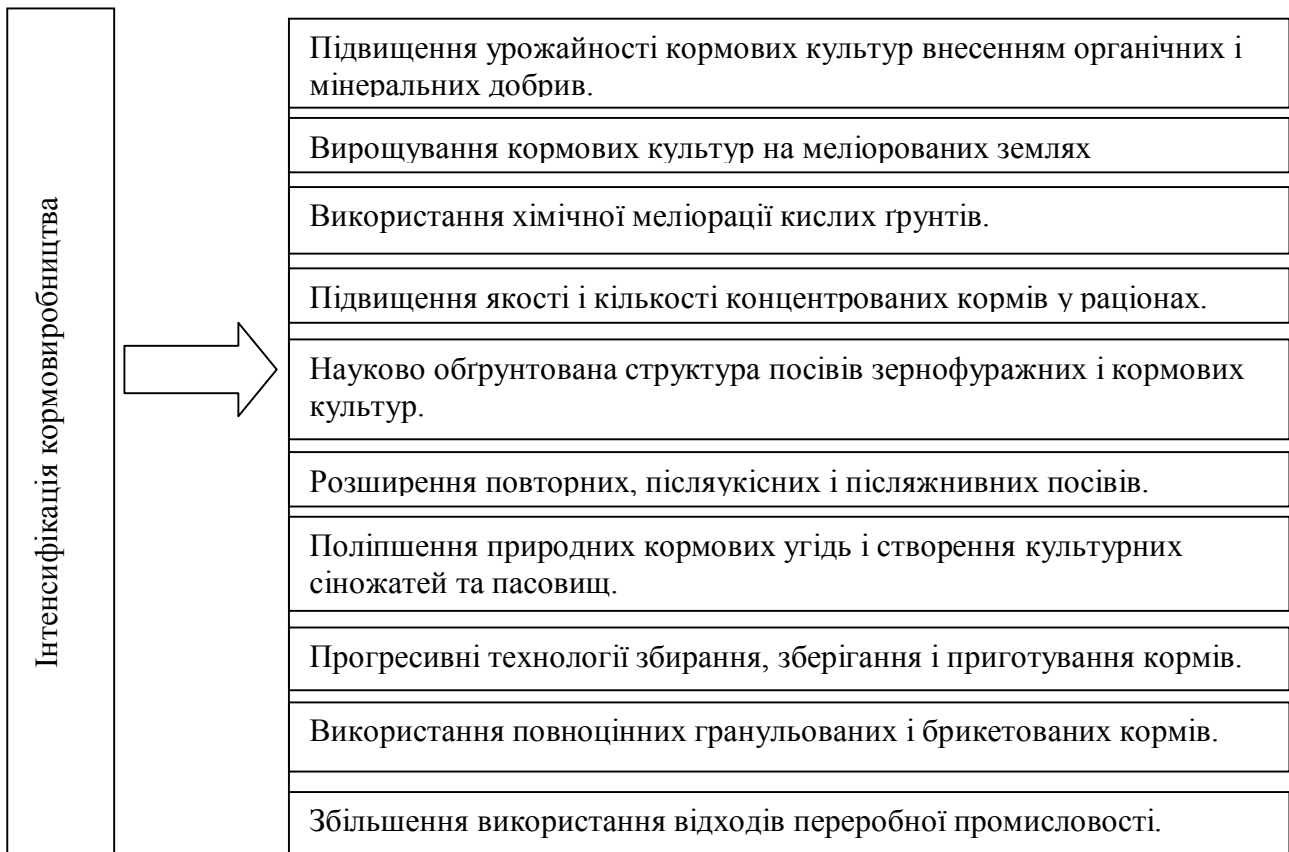 Інтенсифікація кормовиробництва
Підвищення урожайності кормових культур внесенням органічних і
мінеральних добрив.
Вирощування кормових культур на меліорованих землях
Використання хімічної меліорації кислих ґрунтів.
Підвищення якості і кількості концентрованих кормів у раціонах.
Науково обґрунтована структура посівів зернофуражних і кормових
культур.
Розширення повторних, післяукісних і післяжнивних посівів.
Поліпшення природних кормових угідь і створення культурних
сіножатей та пасовищ.
Прогресивні технології збирання, зберігання і приготування кормів.
Використання повноцінних гранульованих і брикетованих кормів.
Збільшення використання відходів переробної промисловості.